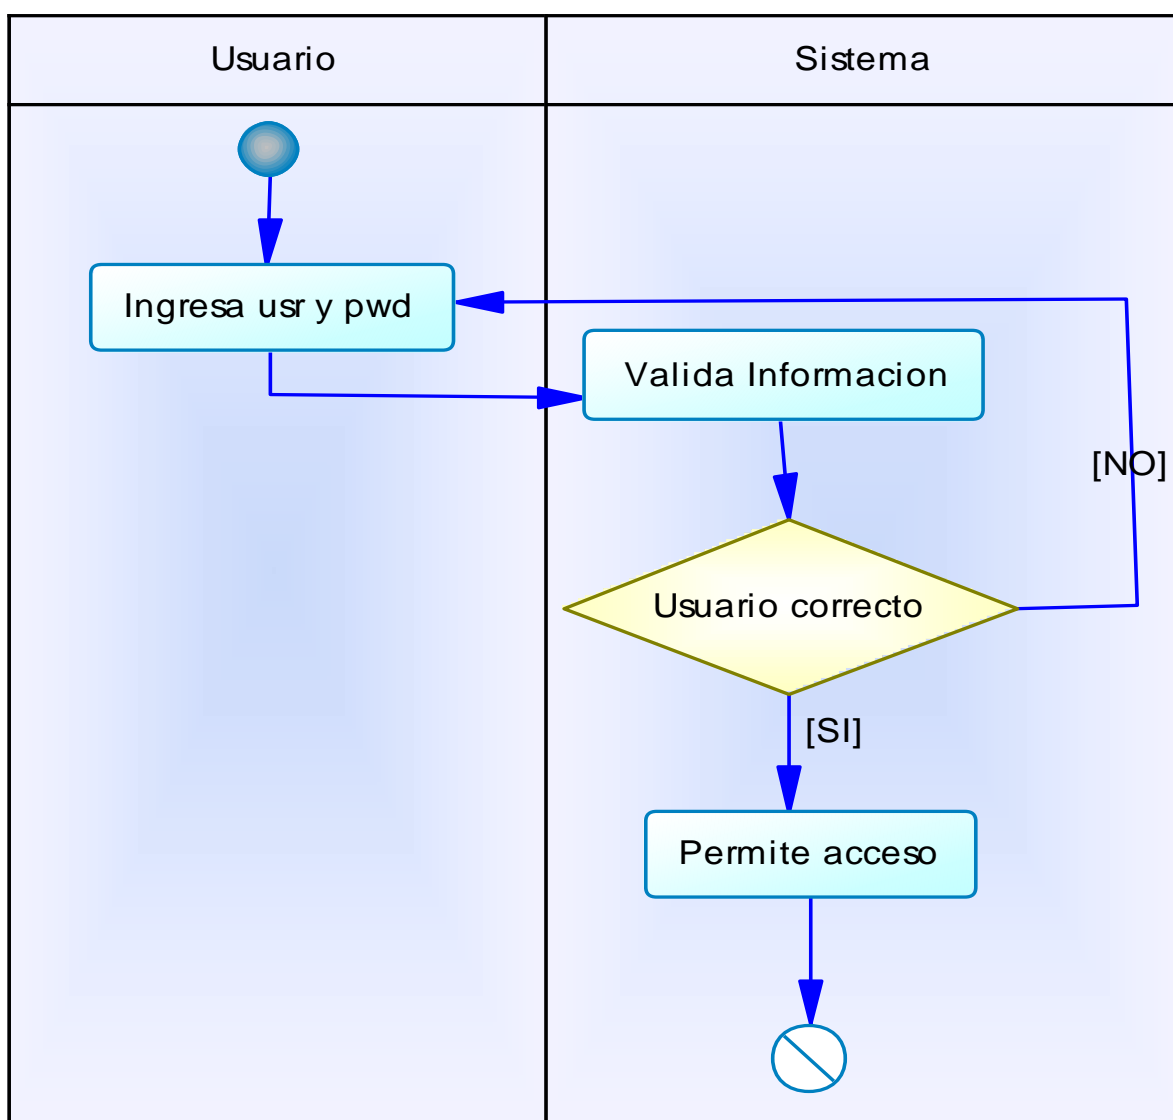 Usuario
Sistema
Ingresa usr y pwd
Valida Informacion
[NO]
Usuario correcto
[SI]
Permite acceso